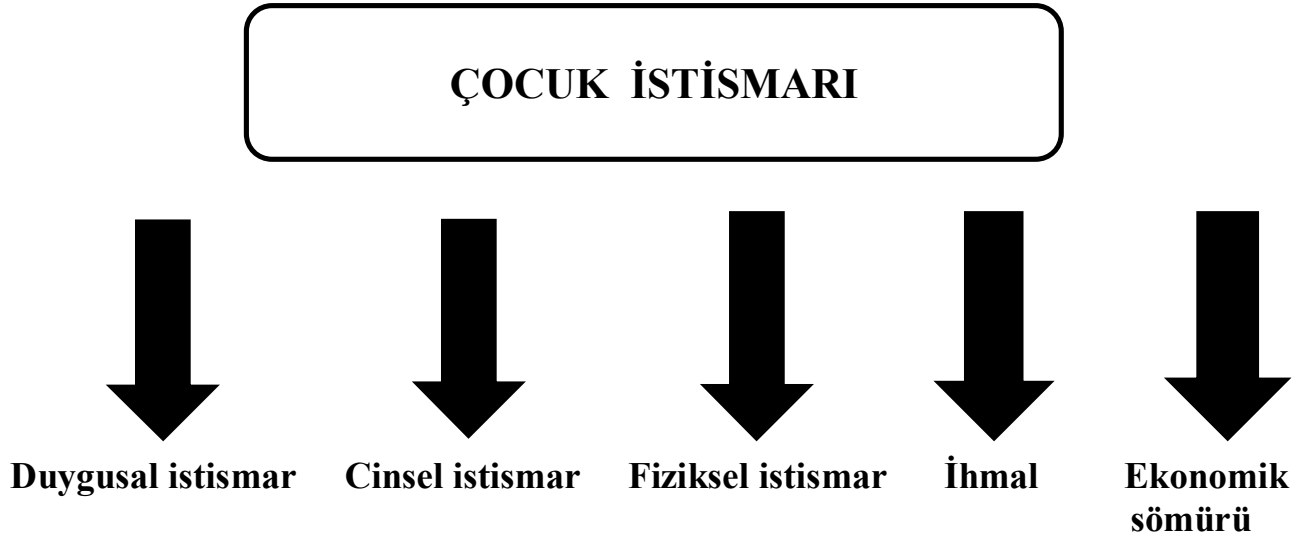 ÇOCUK İSTİSMARI
Duygusal istismar Cinsel istismar Fiziksel istismar İhmal Ekonomik
sömürü